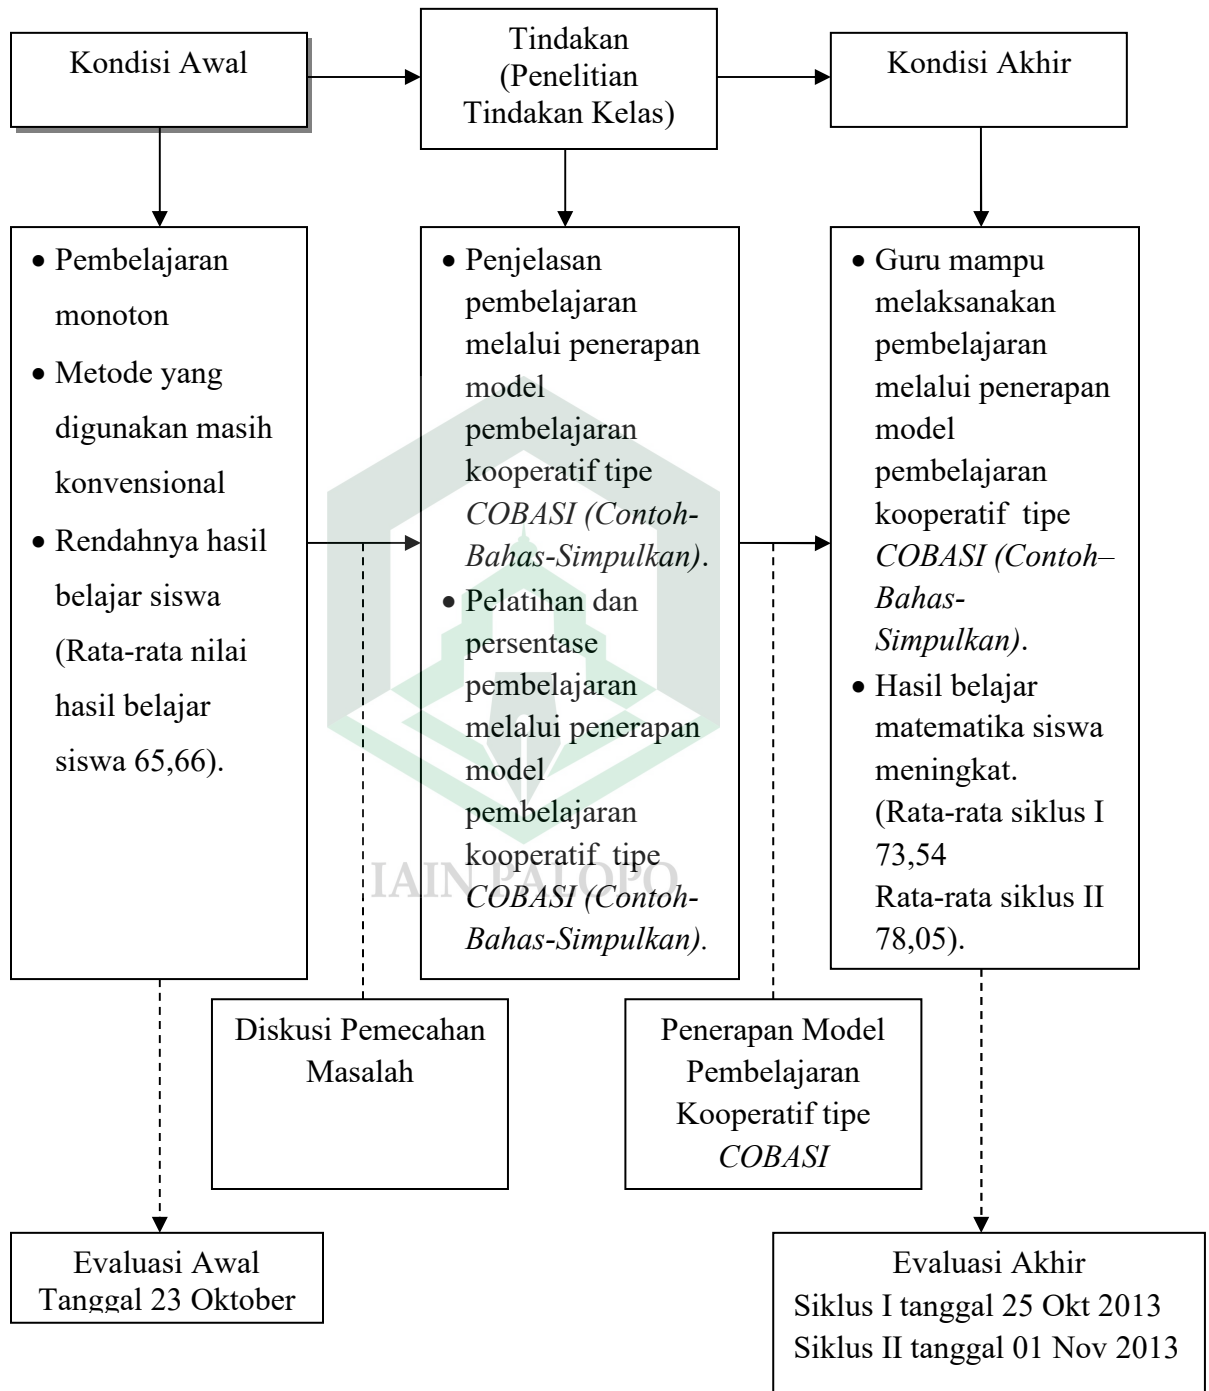 Kondisi Awal
Tindakan
(Penelitian
Tindakan Kelas)
Kondisi Akhir
• Pembelajaran
monoton
• Metode yang
digunakan masih
konvensional
• Rendahnya hasil
belajar siswa
(Rata-rata nilai
hasil belajar
siswa 65,66).
• Penjelasan
pembelajaran
melalui penerapan
model
pembelajaran
kooperatif tipe
COBASI (Contoh-
Bahas-Simpulkan).
• Pelatihan dan
persentase
pembelajaran
melalui penerapan
model
pembelajaran
kooperatif tipe
COBASI (Contoh-
Bahas-Simpulkan).
• Guru mampu
melaksanakan
pembelajaran
melalui penerapan
model
pembelajaran
kooperatif tipe
COBASI (Contoh–
Bahas-
Simpulkan).
• Hasil belajar
matematika siswa
meningkat.
(Rata-rata siklus I
73,54
Rata-rata siklus II
78,05).
IAIN PALOPO
Diskusi Pemecahan
Masalah
Penerapan Model
Pembelajaran
Kooperatif tipe
COBASI
Evaluasi Awal
Tanggal 23 Oktober
Evaluasi Akhir
Siklus I tanggal 25 Okt 2013
Siklus II tanggal 01 Nov 2013